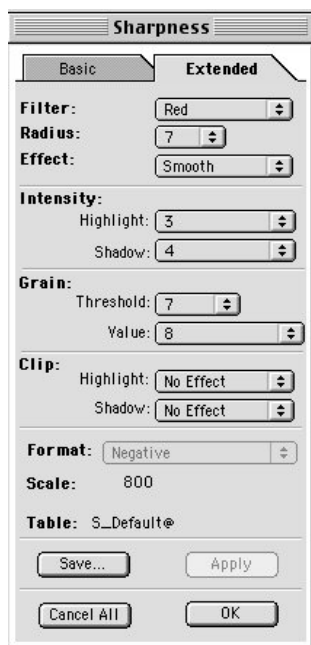 Sharpness
Basic Extended
Filter: Red
Radius: 7
Effect: Smooth
Intensity:
Highlight: 3
Shadow: 4
Grain:
Threshold: 7
Value: 8
Clip:
Highlight: No Effect
Shadow: No Effect
Format: Negative
Scale: 800
Table: S_Default@
Save... Apply
Cancel All OK